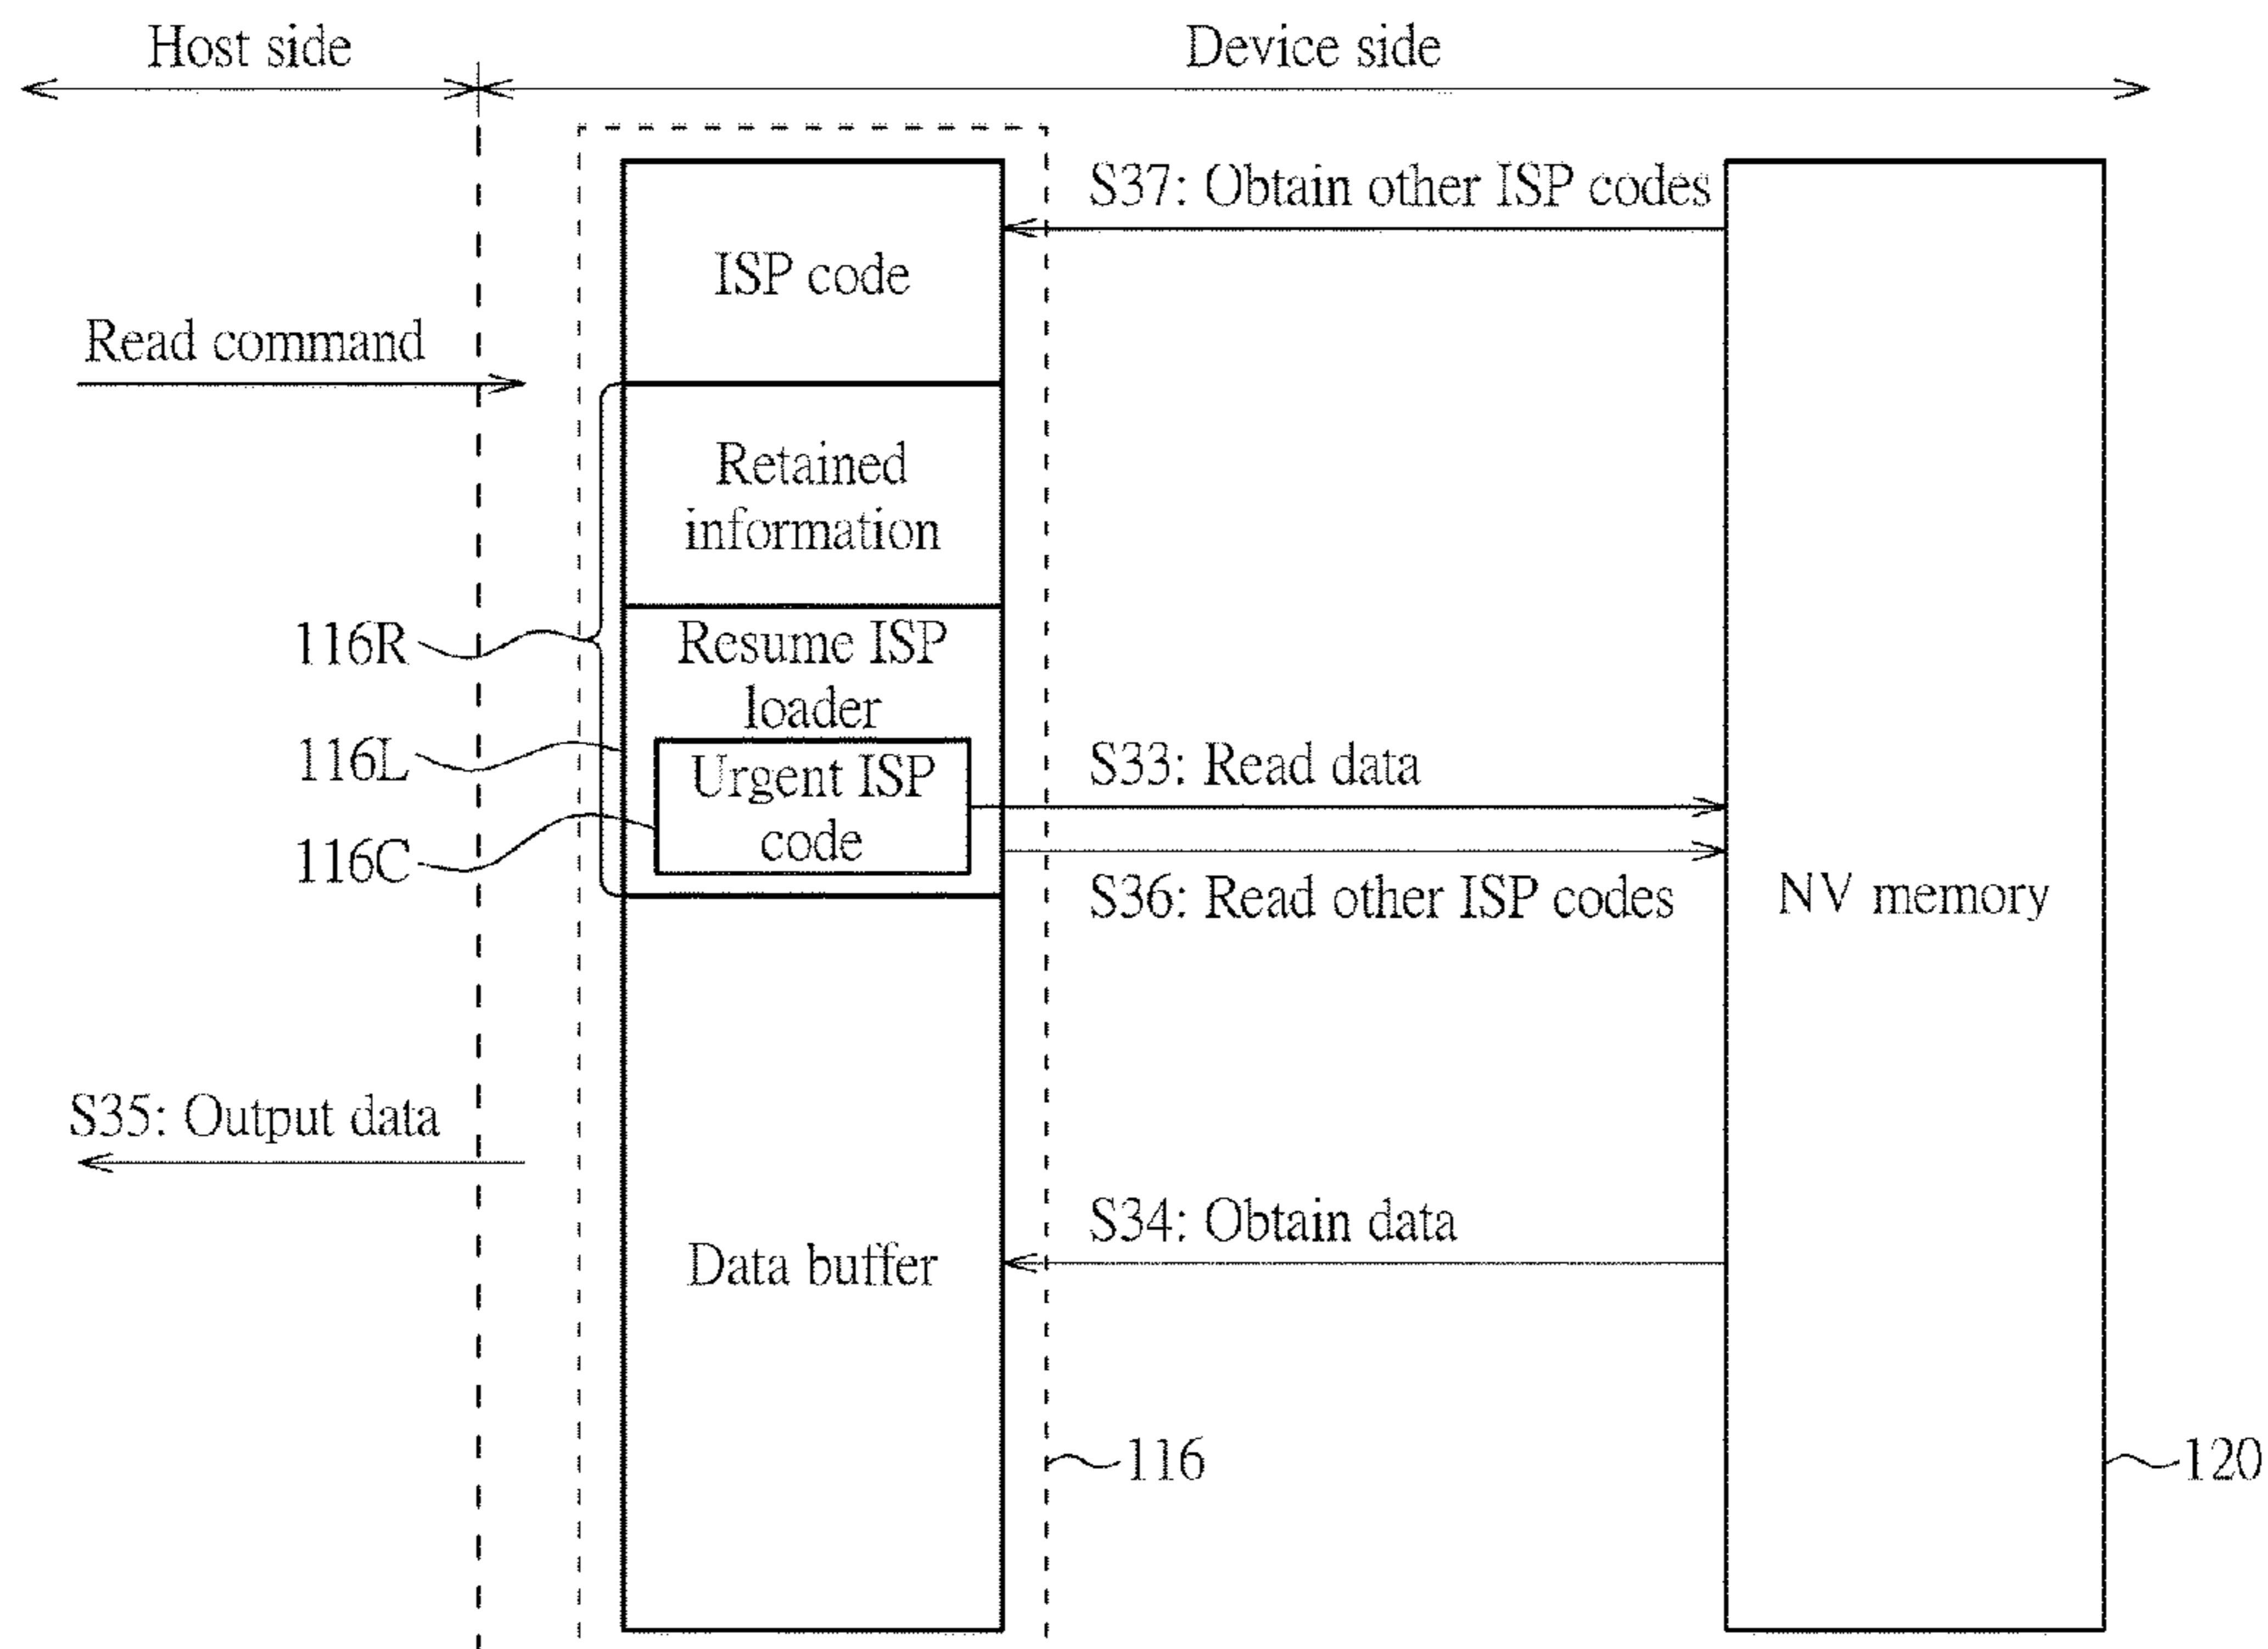 Host side
Device side
S37: Obtain other ISP codes
ISP code
Read command
Retained
information
116R
Resume ISP
loader
116L
Urgent ISP
code
116C
S33: Read data
S36: Read other ISP codes
NV memory
S35: Output data
S34: Obtain data
Data buffer
116
120